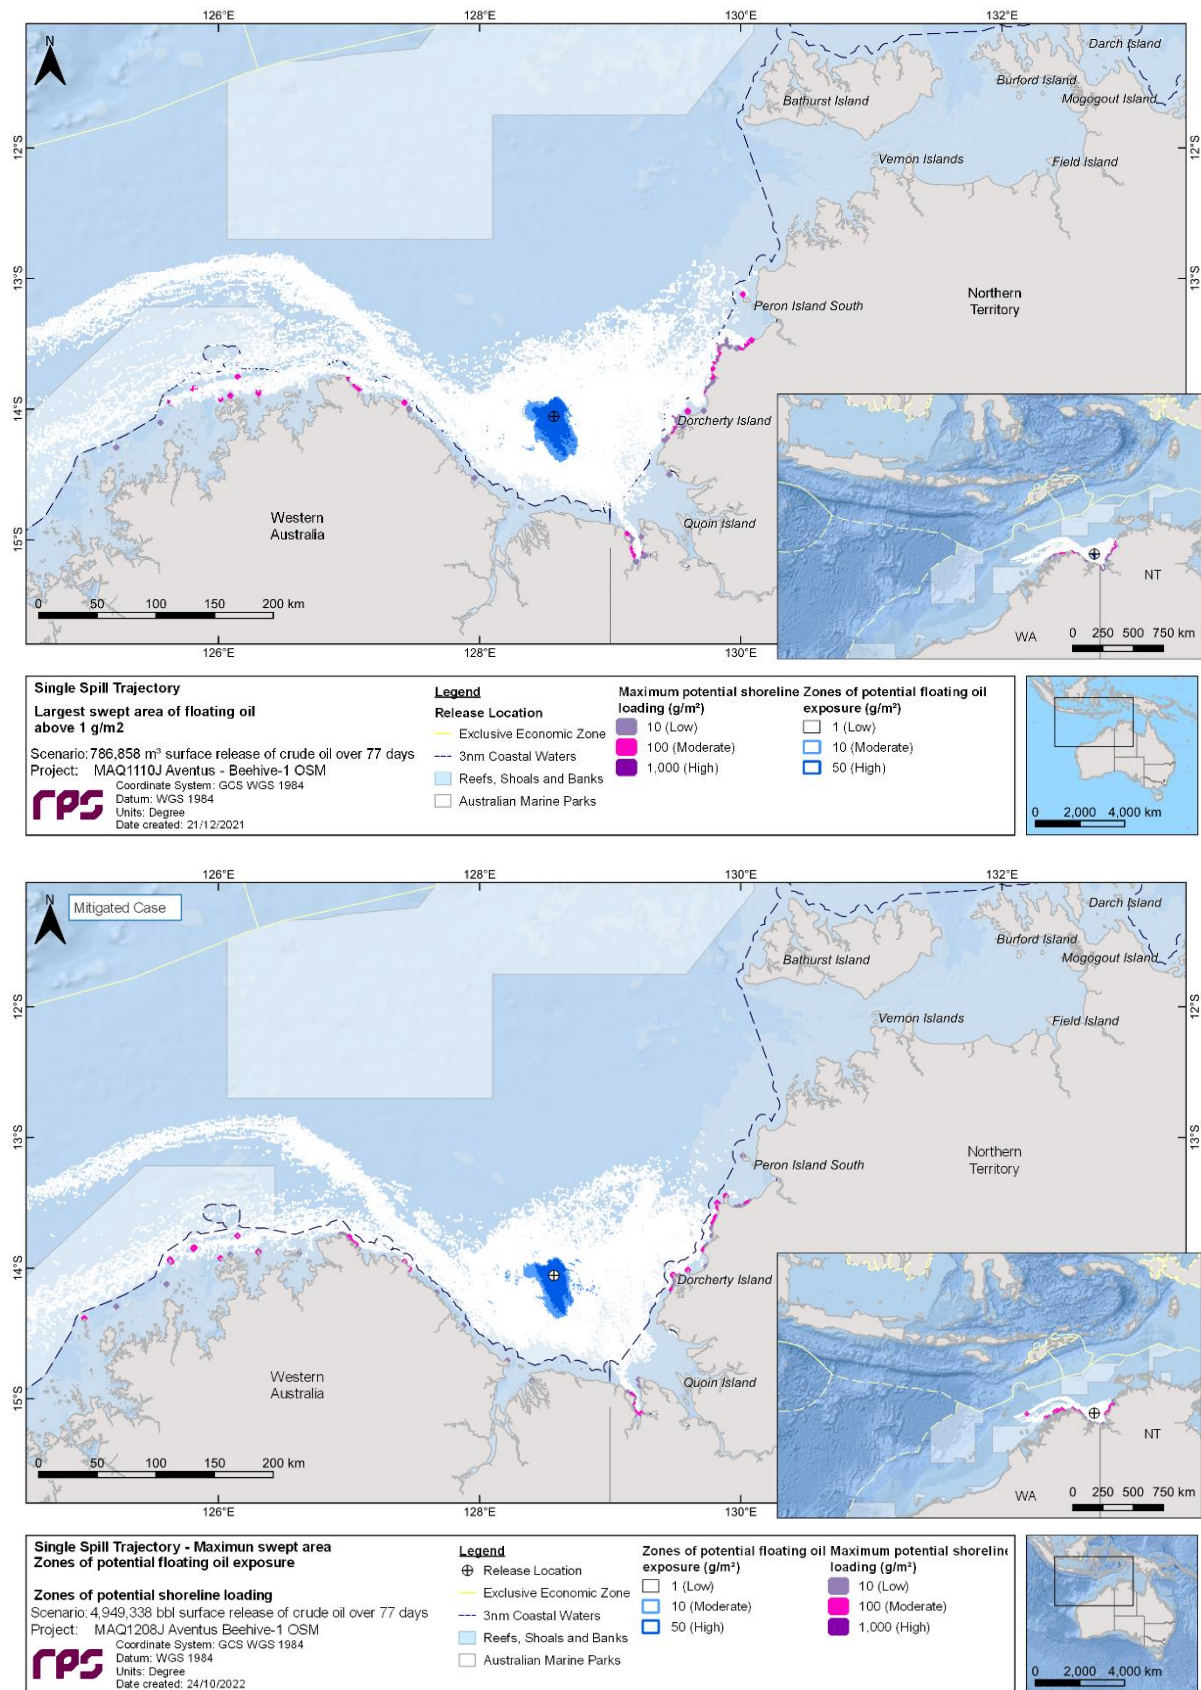 126°E 128°E 130°E 132°E
N
Darch Island
Burford Island
Bathurst Island
Mogogout Island
12°S 12°S
Vernon Islands
Field Island
13°S 13°S
Peron Island South
Northern
Territory
14°S
Dorcherty Island
Quoin Island
Western
Australia
15°S
0 50 100 150 200 km
NT
WA
0 250 500 750 km
126°E 128°E 130°E 132°E
Single Spill Trajectory
Largest swept area of floating oil
above 1 g/m2
Scenario: 786,858 m³ surface release of crude oil over 77 days
Project: MAQ1110J Aventus - Beehive-1 OSM
rps
Coordinate System: GCS WGS 1984
Datum: WGS 1984
Units: Degree
Date created: 21/12/2021
Legend
Release Location
Exclusive Economic Zone
3nm Coastal Waters
Reefs, Shoals and Banks
Australian Marine Parks
Maximum potential shoreline
loading (g/m²)
10 (Low)
100 (Moderate)
1,000 (High)
Zones of potential floating oil
exposure (g/m²)
1 (Low)
10 (Moderate)
50 (High)
0 2,000 4,000 km
126°E 128°E 130°E 132°E
N
Mitigated Case
Darch Island
Burford Island
Bathurst Island
Mogogout Island
12°S 12°S
Vernon Islands
Field Island
13°S 13°S
Peron Island South
Northern
Territory
14°S
Dorcherty Island
Quoin Island
Western
Australia
15°S
0 50 100 150 200 km
NT
WA
0 250 500 750 km
126°E 128°E 130°E 132°E
Single Spill Trajectory - Maximun swept area
Zones of potential floating oil exposure
Zones of potential shoreline loading
Scenario: 4,949,338 bbl surface release of crude oil over 77 days
Project: MAQ1208J Aventus Beehive-1 OSM
rps
Coordinate System: GCS WGS 1984
Datum: WGS 1984
Units: Degree
Date created: 24/10/2022
Legend
Release Location
Exclusive Economic Zone
3nm Coastal Waters
Reefs, Shoals and Banks
Australian Marine Parks
Zones of potential floating oil
exposure (g/m²)
1 (Low)
10 (Moderate)
50 (High)
Maximum potential shoreline
loading (g/m²)
10 (Low)
100 (Moderate)
1,000 (High)
0 2,000 4,000 km